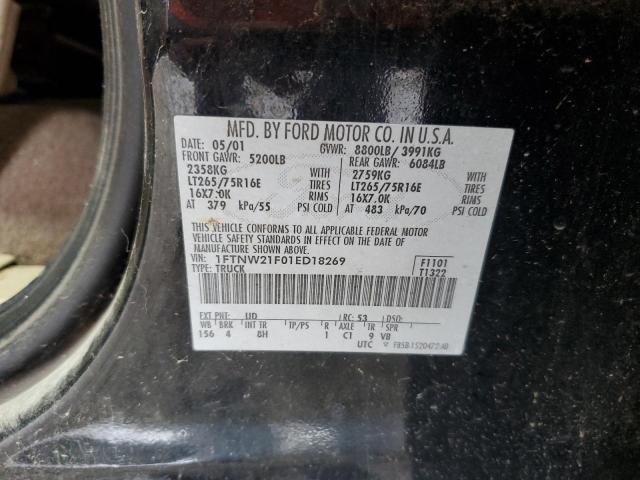 MFD. BY FORD MOTOR CO. IN U.S.A.
DATE: 05/01 GVWR: 8800LB/ 3991KG
FRONT GAWR: 5200LB REAR GAWR: 6084LB
2358KG WITH 2759KG WITH
LT265/75R16E TIRES LT265/75R16E TIRES
16X7.0K RIMS 16X7.0K RIMS
AT 379 kPa/55 PSI COLD AT 483 kPa/70 PSI COLD
THIS VEHICLE CONFORMS TO ALL APPLICABLE FEDERAL MOTOR
VEHICLE SAFETY STANDARDS IN EFFECT ON THE DATE OF
MANUFACTURE SHOWN ABOVE.
VIN: 1FTNW21F01ED18269 F1101
TYPE: TRUCK T1322
EXT PNT: UD RC: 53 DSO:
WB BRK INT TR TP/PS R AXLE TR SPR
156 4 8H 1 C1 9 VB
UTC